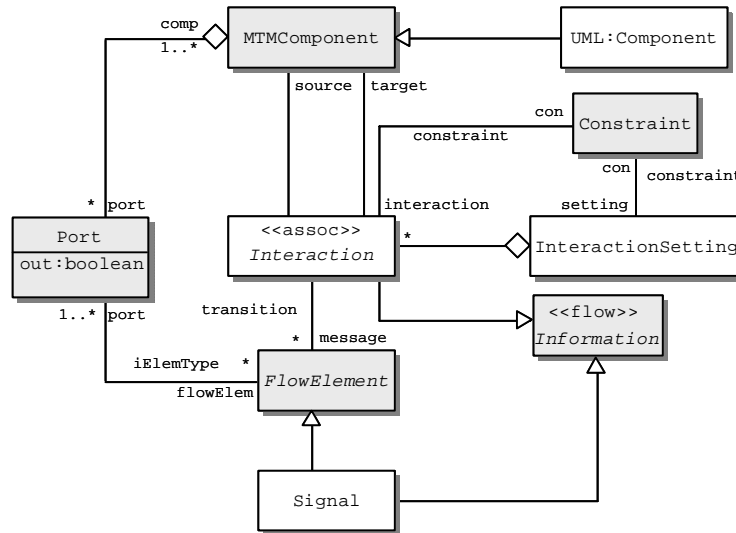 comp
1..*
MTMComponent
UML:Component
source
target
con
constraint
Constraint
con
constraint
* port
interaction
setting
Port
out:boolean
<<assoc>>
Interaction
*
InteractionSetting
1..* port
transition
* message
<<flow>>
Information
iElemType *
flowElem
FlowElement
Signal